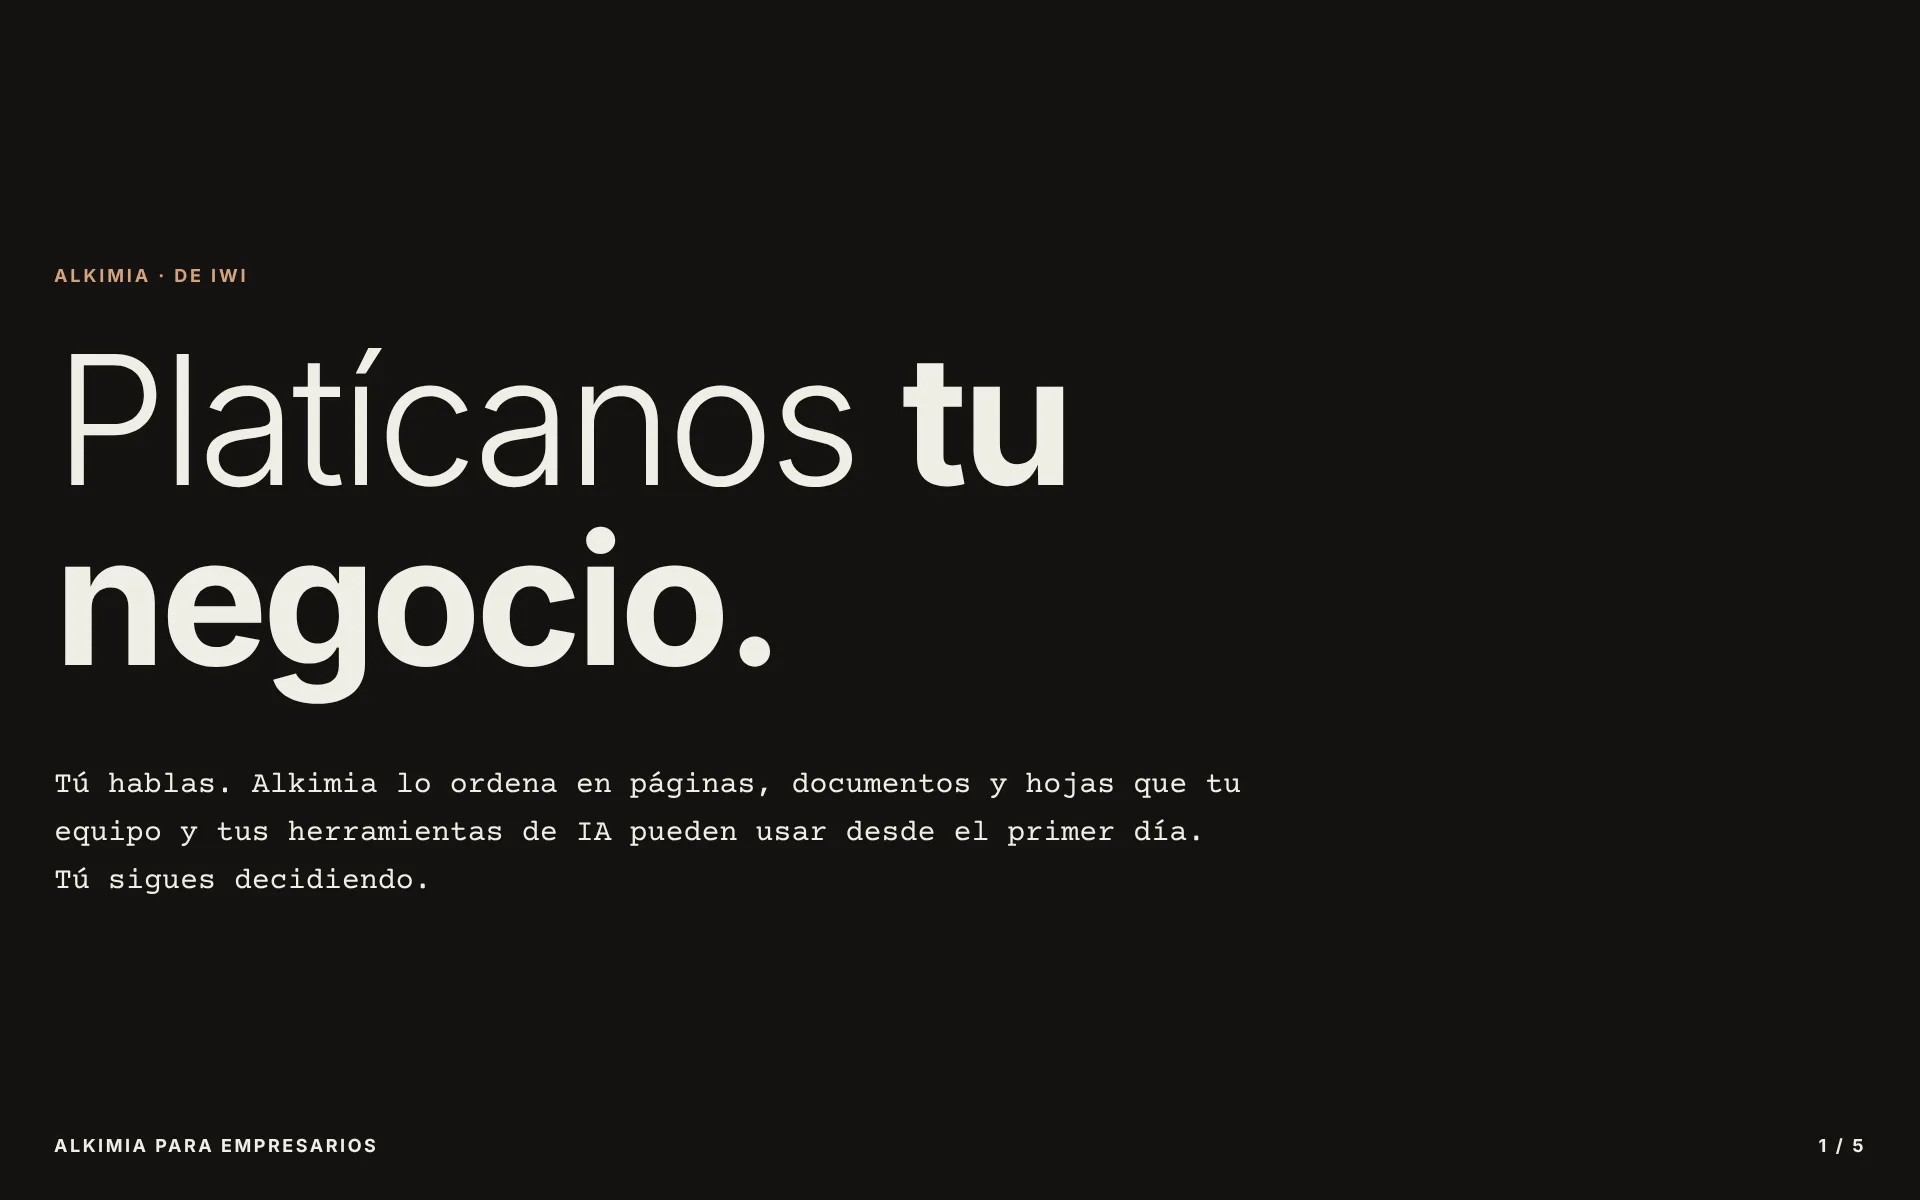 ALKIMIA · DE IWI
Platícanos tu
negocio.
Tú hablas. Alkimia lo ordena en páginas, documentos y hojas que tu
equipo y tus herramientas de IA pueden usar desde el primer día.
Tú sigues decidiendo.
ALKIMIA PARA EMPRESARIOS
1 / 5